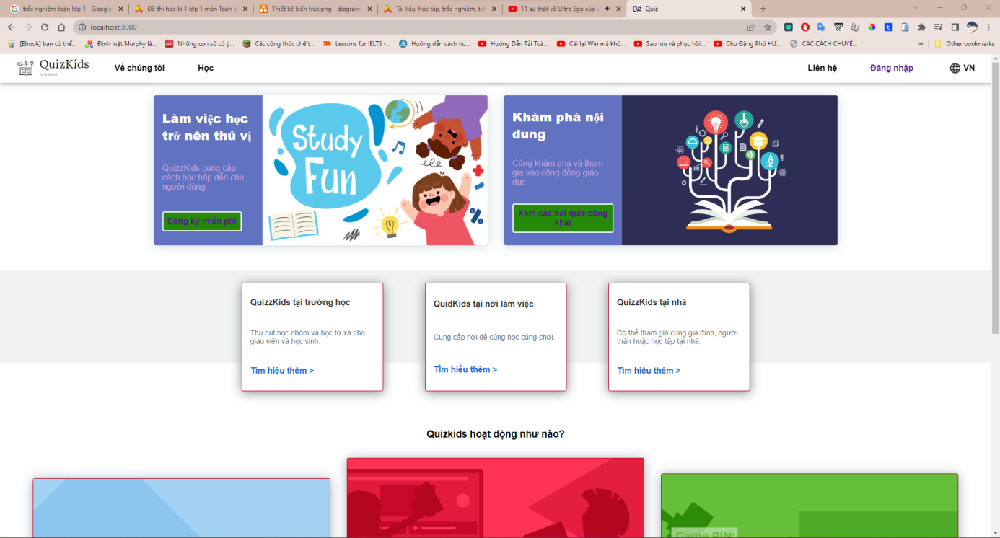 trắc nghiệm toán lớp 1 - Google
Đề thi học kì 1 lớp 1 môn Toán s
Thiết kế kiến trúc.png - diagrams
Tài liệu, học tập, trắc nghiệm, tiế
11 sự thật về Ultra Ego của V
Quiz
localhost:3000
[Ebook] bạn có thể...
Định luật Murphy là...
Những con số có ý...
Các công thức chế t...
Lessons for IELTS -...
Hướng dẫn cách tíc...
Hướng Dẫn Tải Toà...
Cài lại Win mà khô...
Sao lưu và phục hồi...
Chu Đặng Phú HƯ...
CÁC CÁCH CHUYỂ...
»
Other bookmarks
QuizKids
Về chúng tôi
Học
Liên hệ
Đăng nhập
VN
Làm việc học
trở nên thú vị
QuizzKids cung cấp
cách học hấp dẫn cho
người dùng
Đăng ký miễn phí
Study
Fun
Khám phá nội
dung
Cùng khám phá và tham
gia vào cộng đồng giáo
dục
Xem các bài quiz công
khai
QuizzKids tại trường học
Thu hút học nhóm và học từ xa cho
giáo viên và học sinh.
Tìm hiểu thêm >
QuidKids tại nơi làm việc
Cung cấp nơi để cùng học cùng chơi.
Tìm hiểu thêm >
QuizzKids tại nhà
Có thể tham gia cùng gia đình, người
thân hoặc học tập tại nhà.
Tìm hiểu thêm >
Quizkids hoạt động như nào?
Game PIN: